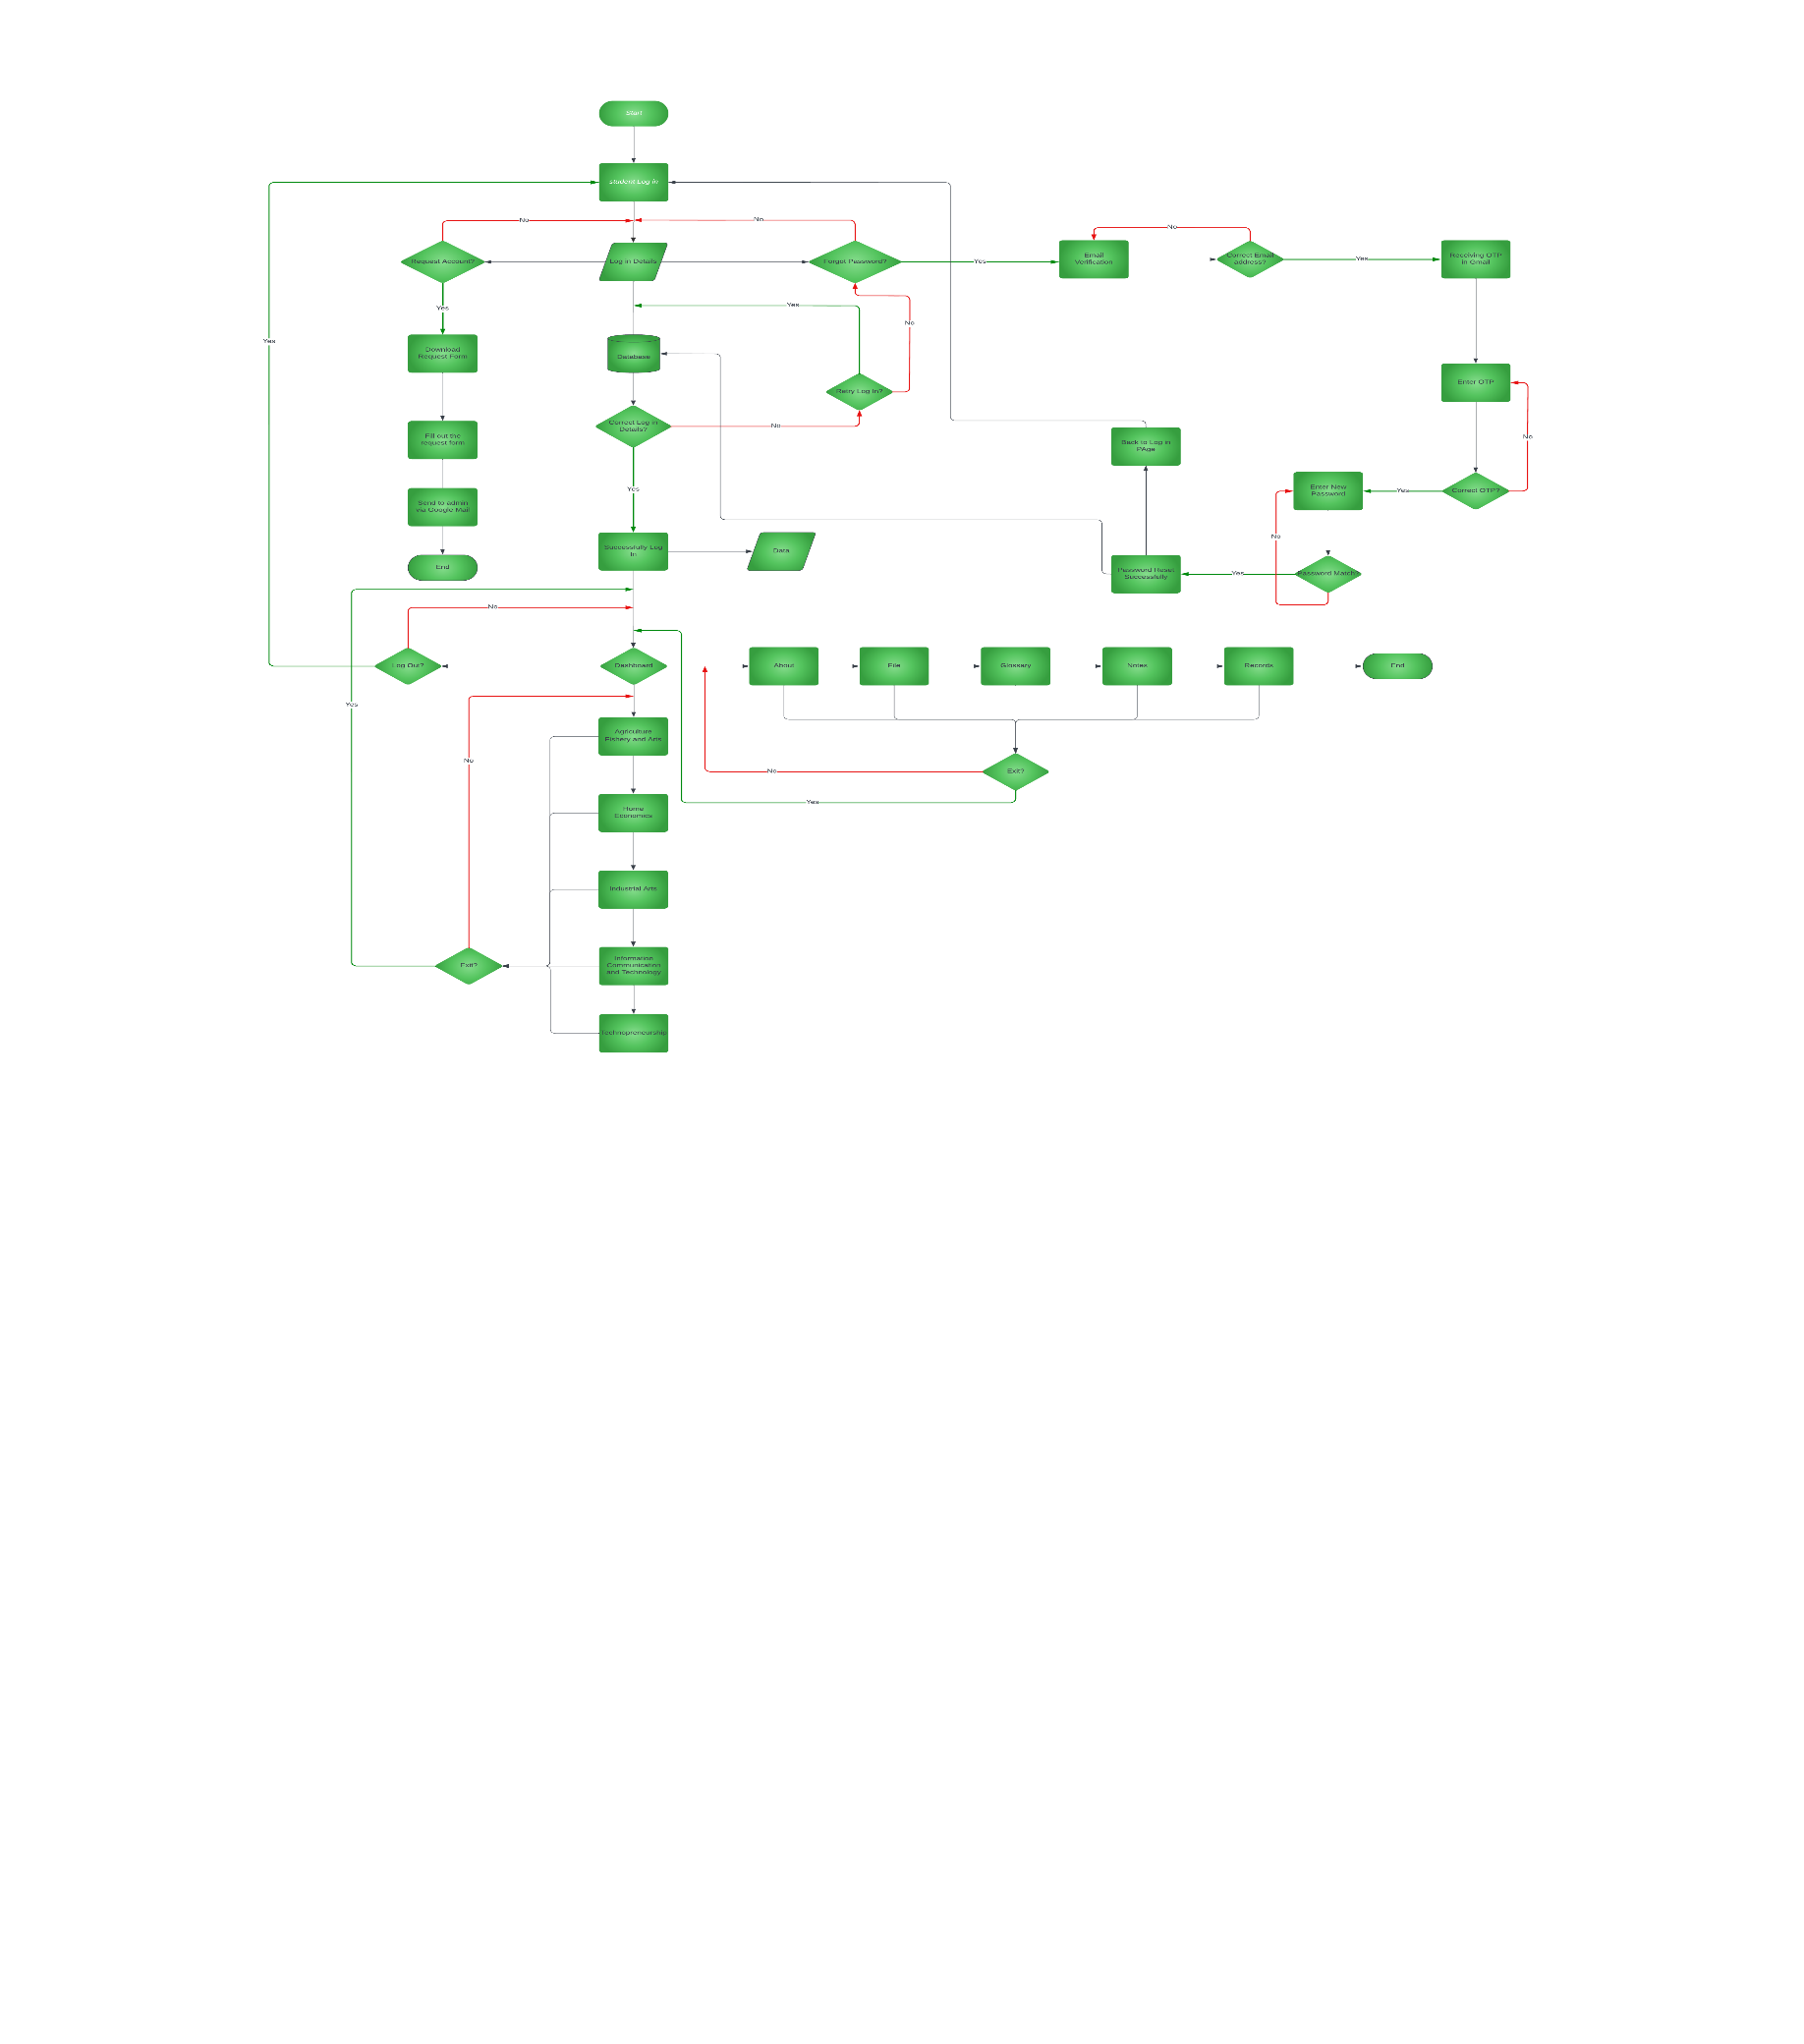 Start
student Log in
No
No
No
Request Account?
Log in Details
Forgot Password?
Yes
Email
Verification
Correct Email
address?
Yes
Receiving OTP
in Gmail
Yes
Yes
No
Yes
Download
Request Form
Database
Retry Log In?
Enter OTP
Fill out the
request form
Correct Log in
Details?
No
Back to Log in
PAge
No
Yes
Send to admin
via Google Mail
Enter New
Password
Yes
Correct OTP?
No
End
Successfully Log
In
Data
Password Reset
Successfully
Yes
Password Match?
No
Log Out?
Dashboard
About
File
Glossary
Notes
Records
End
Yes
No
Agriculture
Fishery and Arts
No
Exit?
Yes
Home
Economics
Industrial Arts
Exit?
Information
Communication
and Technology
Technopreneurship